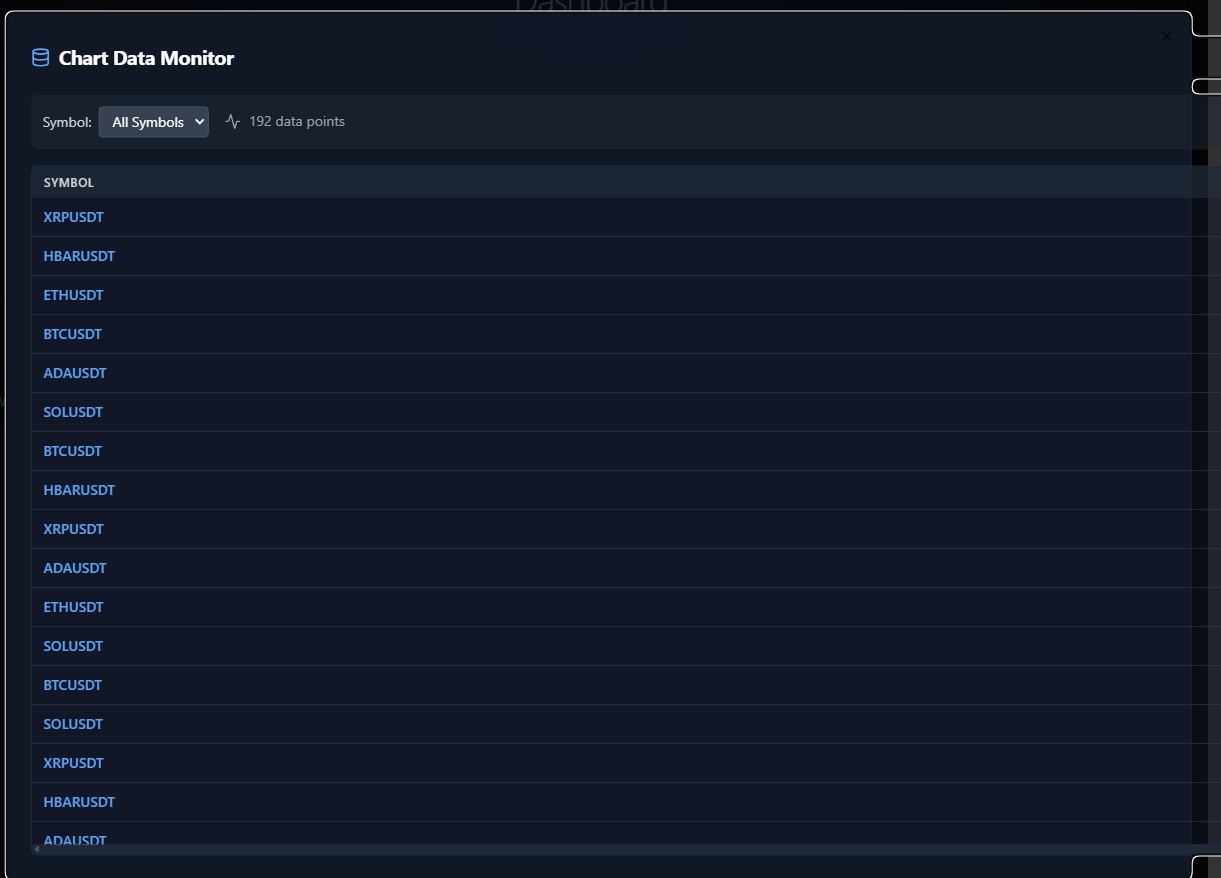 Dashboard
Chart Data Monitor
Symbol: All Symbols 192 data points
SYMBOL
XRPUSDT
HBARUSDT
ETHUSDT
BTCUSDT
ADAUSDT
SOLUSDT
BTCUSDT
HBARUSDT
XRPUSDT
ADAUSDT
ETHUSDT
SOLUSDT
BTCUSDT
SOLUSDT
XRPUSDT
HBARUSDT
ADAUSDT